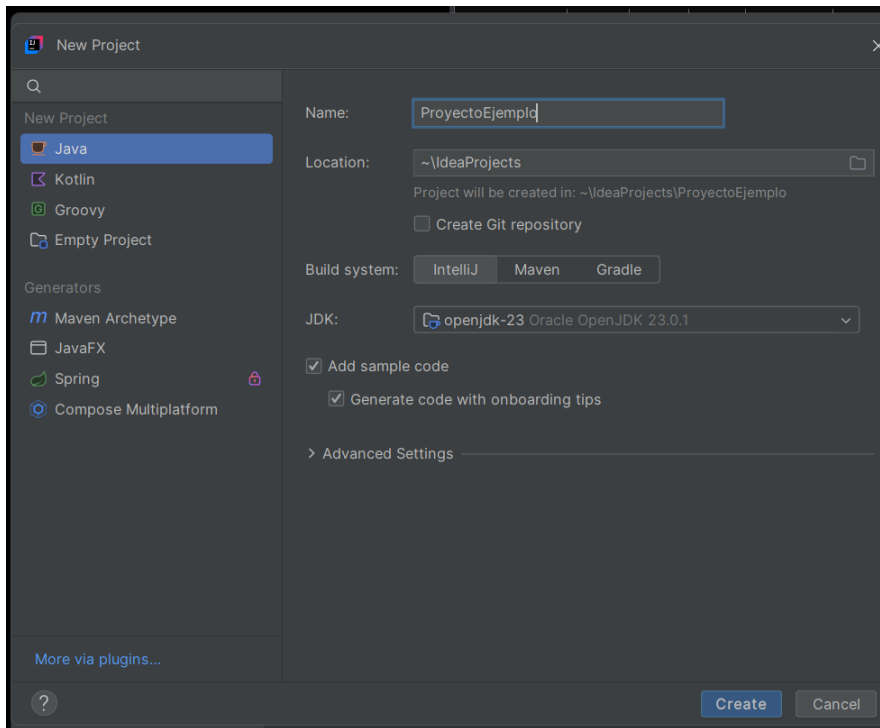 New Project
New Project
Java
Kotlin
Groovy
Empty Project
Generators
Maven Archetype
JavaFX
Spring
Compose Multiplatform
More via plugins...
Name: ProyectoEjemplo
Location: ~\IdeaProjects
Project will be created in: ~\IdeaProjects\ProyectoEjemplo
Create Git repository
Build system: IntelliJ Maven Gradle
JDK: openjdk-23 Oracle OpenJDK 23.0.1
Add sample code
Generate code with onboarding tips
Advanced Settings
? Create Cancel